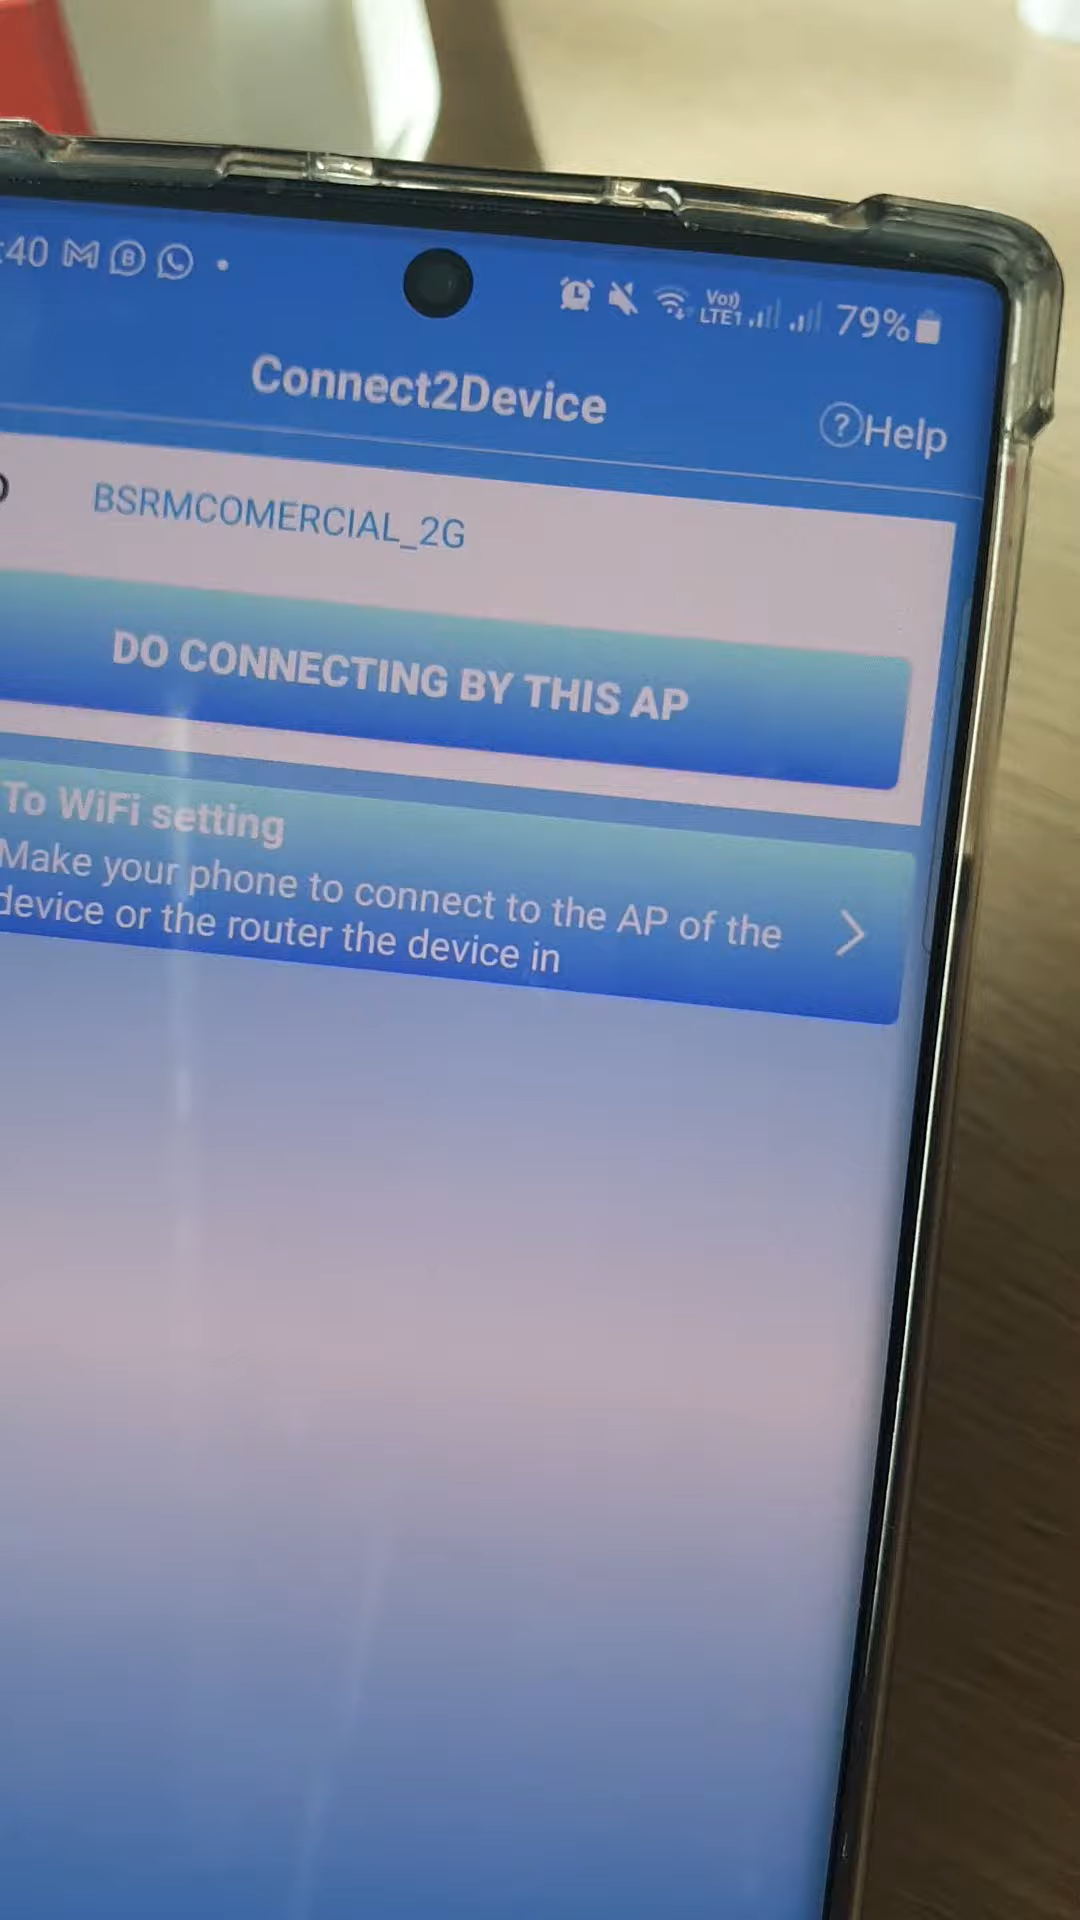 :40
Vo)) LTE1 79%
Connect2Device
Help
BSRMCOMERCIAL_2G
DO CONNECTING BY THIS AP
To WiFi setting
Make your phone to connect to the AP of the
device or the router the device in